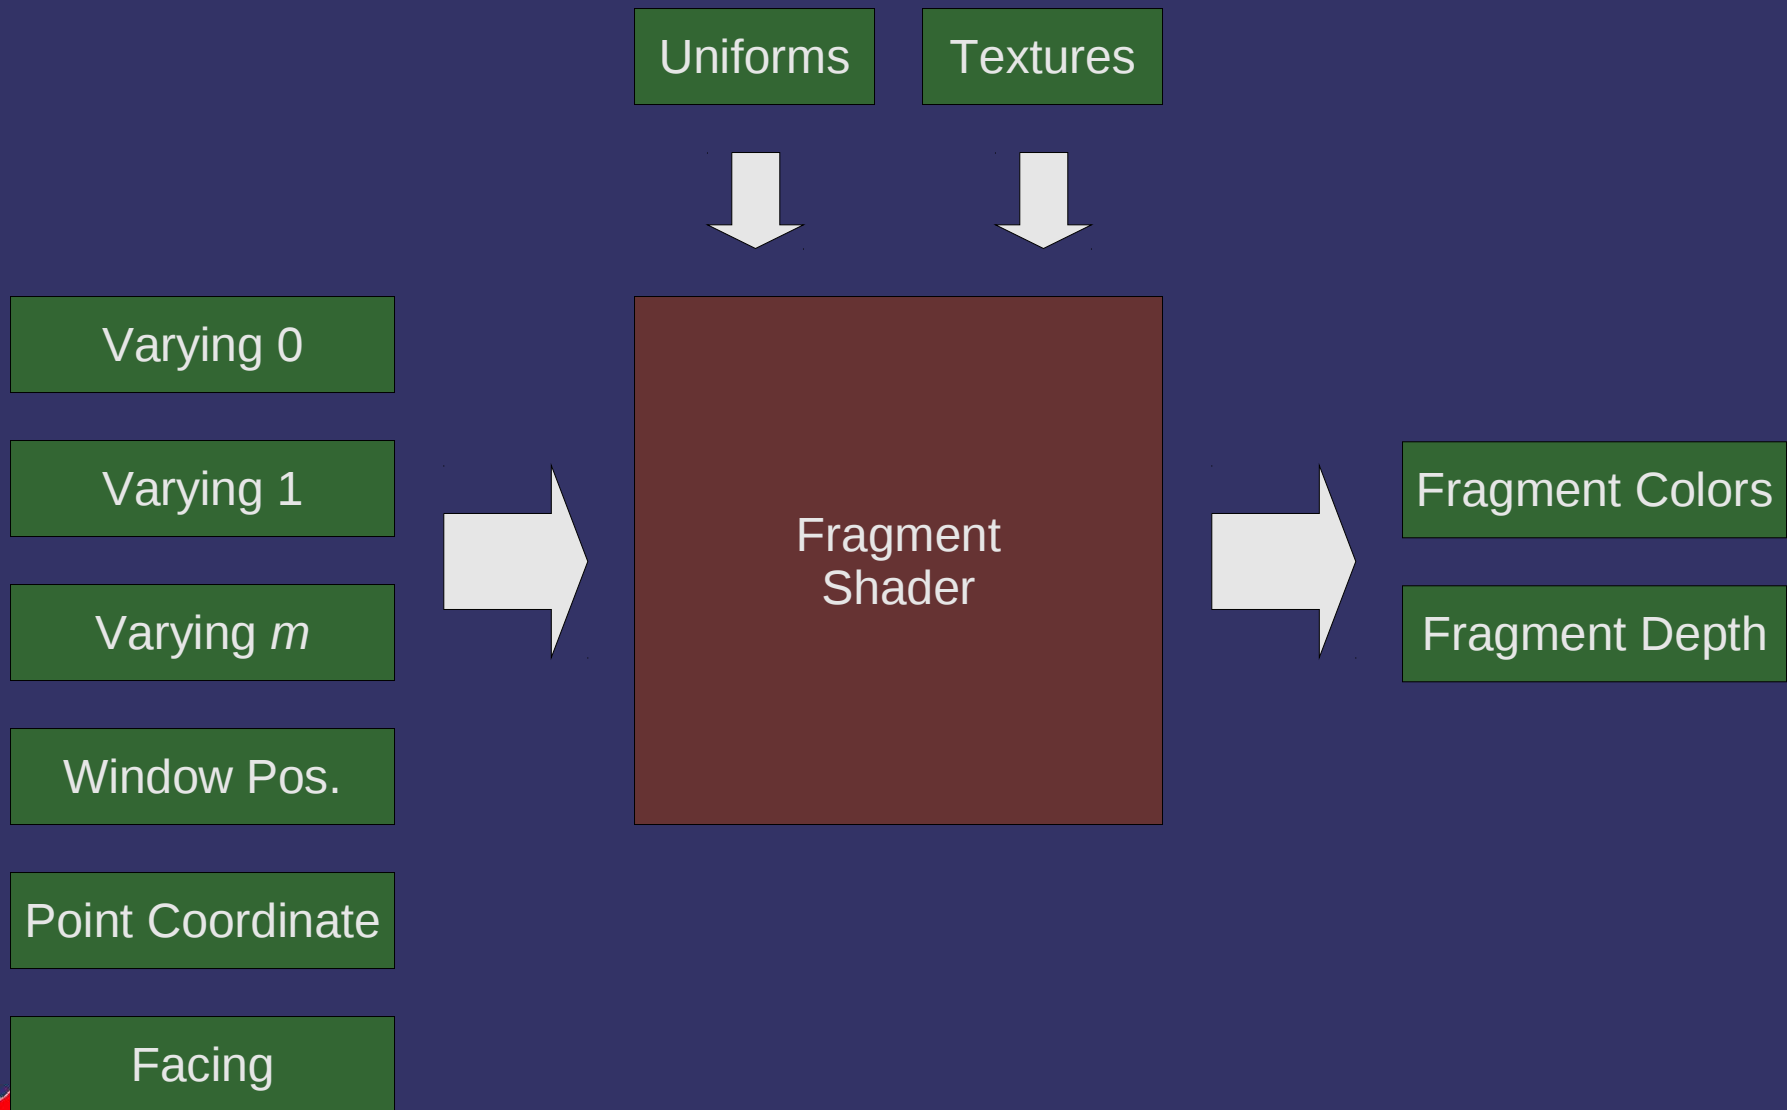 Uniforms
Textures
Varying 0
Varying 1
Varying m
Window Pos.
Point Coordinate
Facing
Fragment
Shader
Fragment Colors
Fragment Depth